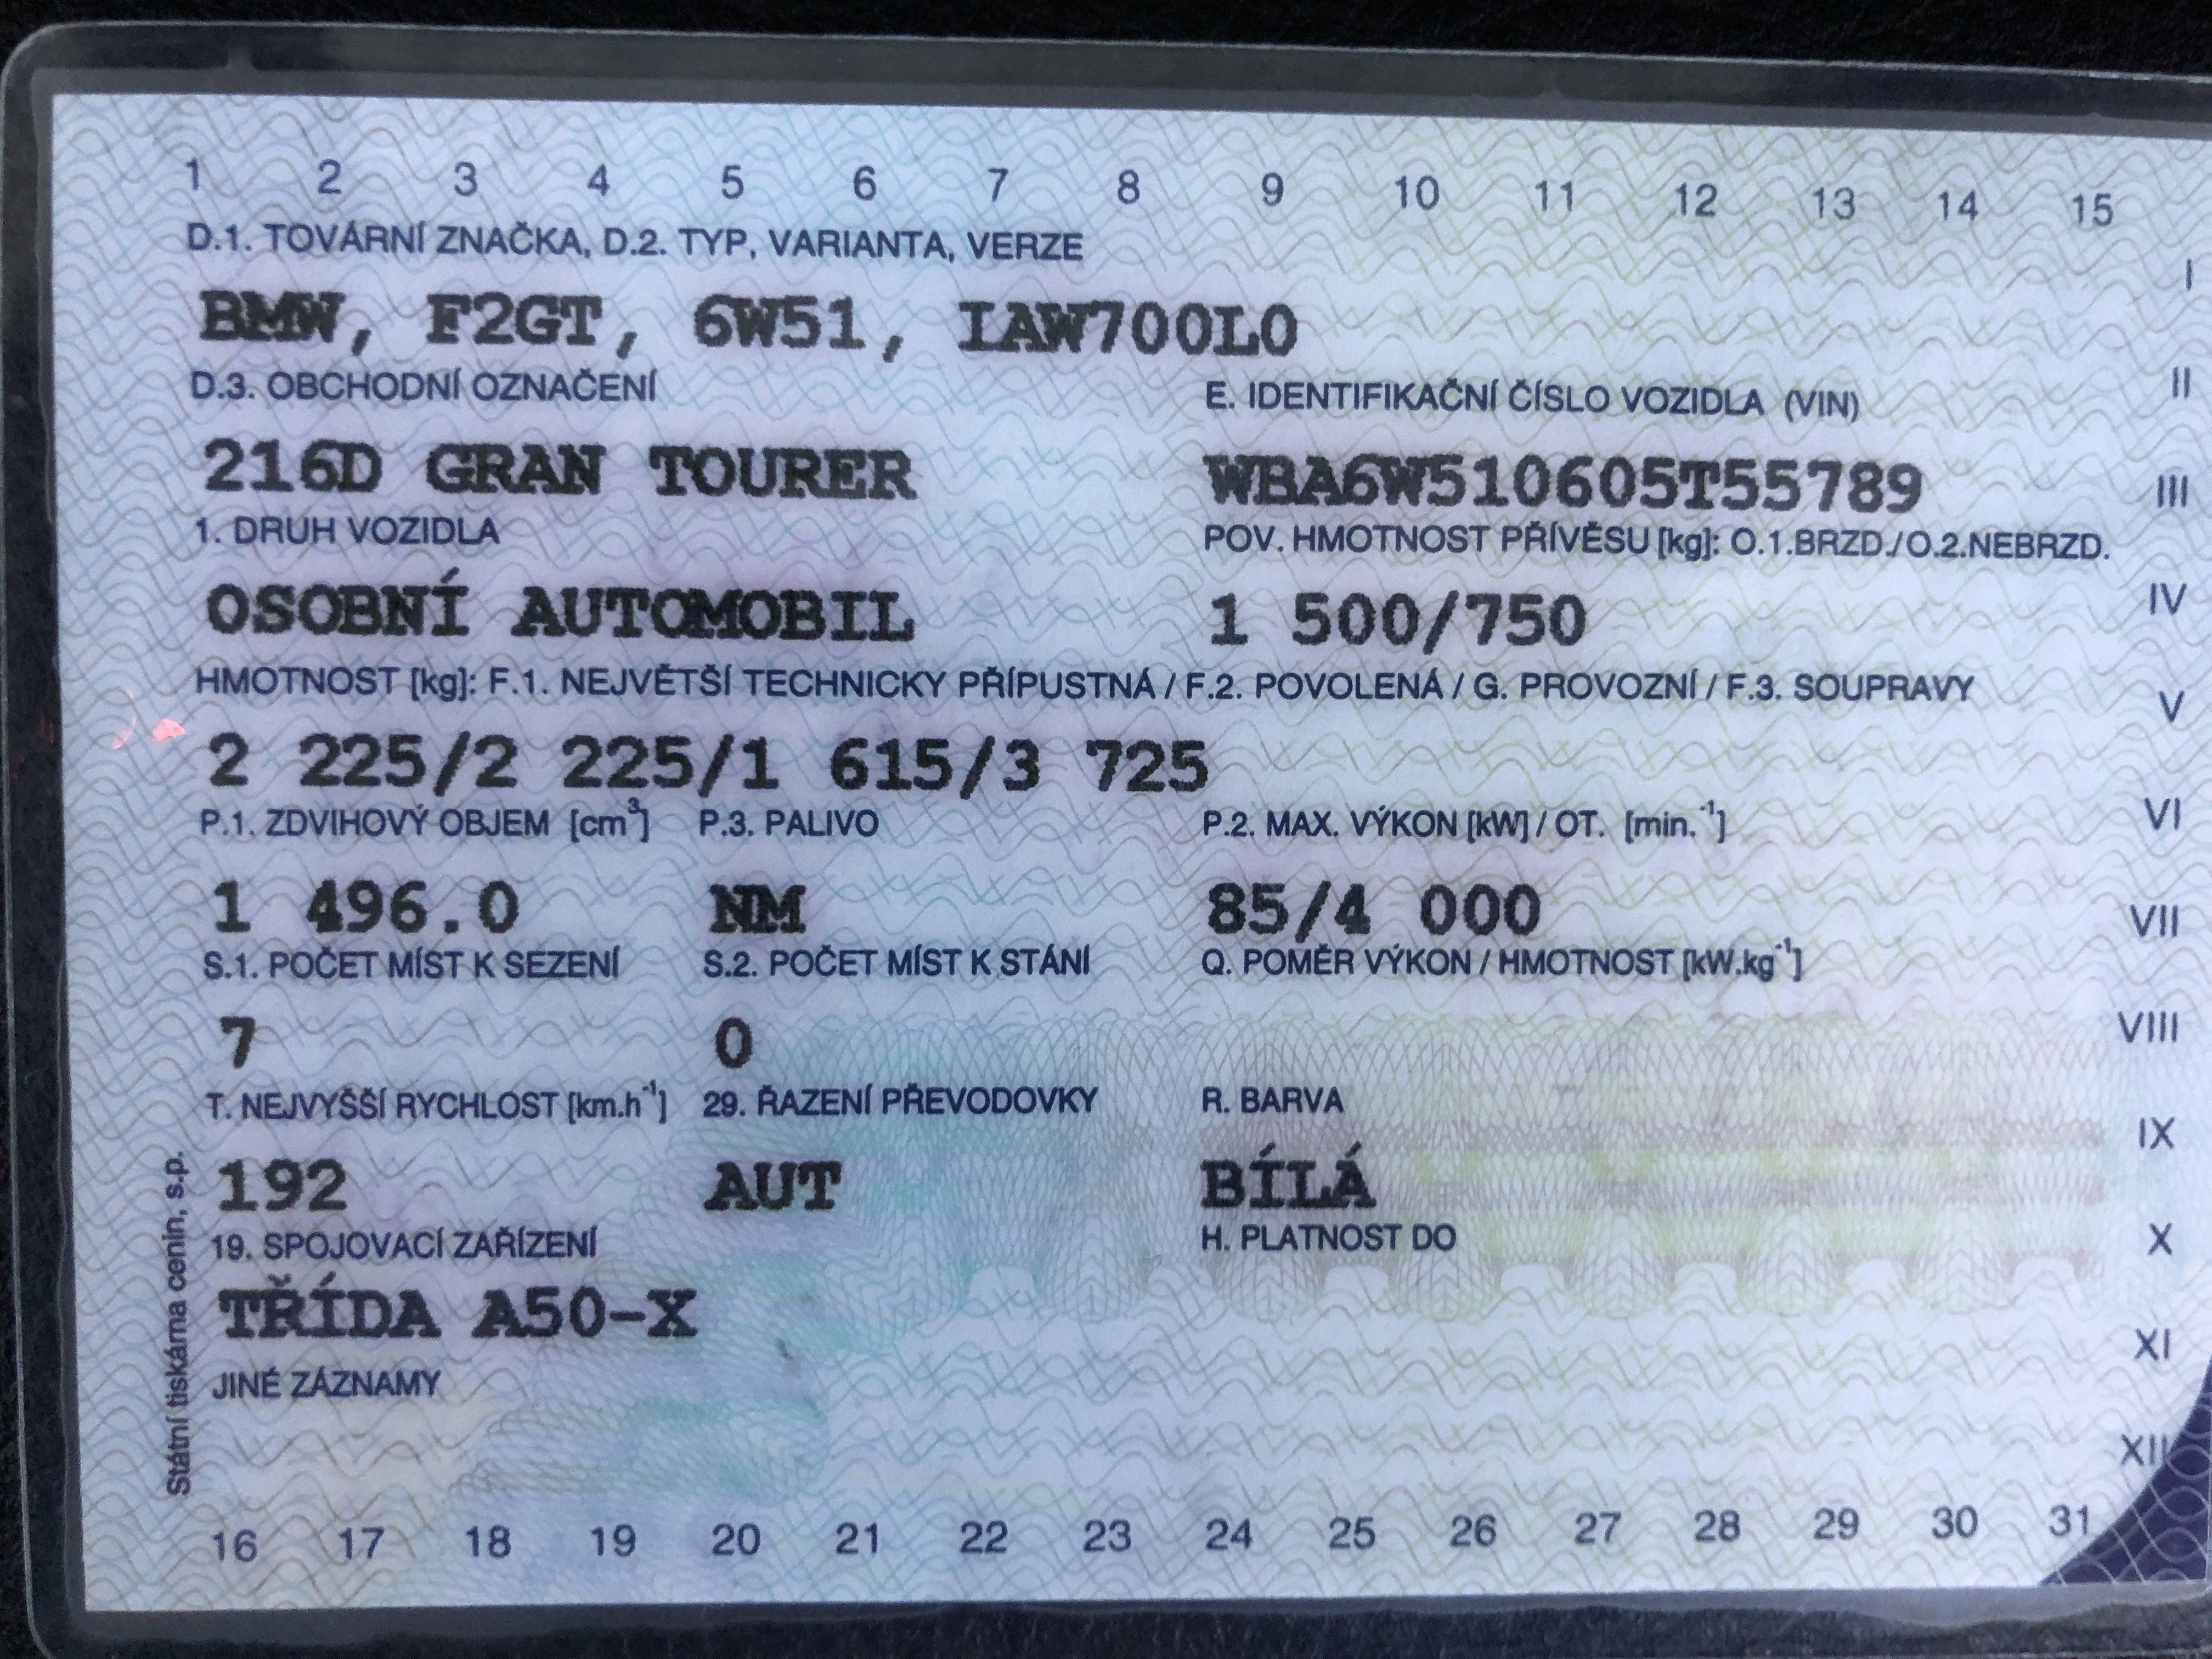 1 2 3 4 5 6 7 8 9 10 11 12 13 14 15
D.1. TOVÁRNÍ ZNAČKA, D.2. TYP, VARIANTA, VERZE
I
BMW, F2GT, 6W51, IAW700L0
D.3. OBCHODNÍ OZNAČENÍ E. IDENTIFIKAČNÍ ČÍSLO VOZIDLA (VIN)
II
216D GRAN TOURER WBA6W510605T55789
III
1. DRUH VOZIDLA POV. HMOTNOST PŘÍVĚSU [kg]: O.1.BRZD./O.2.NEBRZD.
OSOBNÍ AUTOMOBIL 1 500/750
IV
HMOTNOST [kg]: F.1. NEJVĚTŠÍ TECHNICKY PŘÍPUSTNÁ / F.2. POVOLENÁ / G. PROVOZNÍ / F.3. SOUPRAVY
V
2 225/2 225/1 615/3 725
P.1. ZDVIHOVÝ OBJEM [cm³] P.3. PALIVO P.2. MAX. VÝKON [kW] / OT. [min.⁻¹]
VI
1 496.0 NM 85/4 000
VII
S.1. POČET MÍST K SEZENÍ S.2. POČET MÍST K STÁNÍ Q. POMĚR VÝKON / HMOTNOST [kW.kg⁻¹]
7 0
VIII
T. NEJVYŠŠÍ RYCHLOST [km.h⁻¹] 29. ŘAZENÍ PŘEVODOVKY R. BARVA
IX
192 AUT BÍLÁ
19. SPOJOVACÍ ZAŘÍZENÍ H. PLATNOST DO
X
TŘÍDA A50-X
XI
JINÉ ZÁZNAMY
XII
Státní tiskárna cenin, s.p.
16 17 18 19 20 21 22 23 24 25 26 27 28 29 30 31